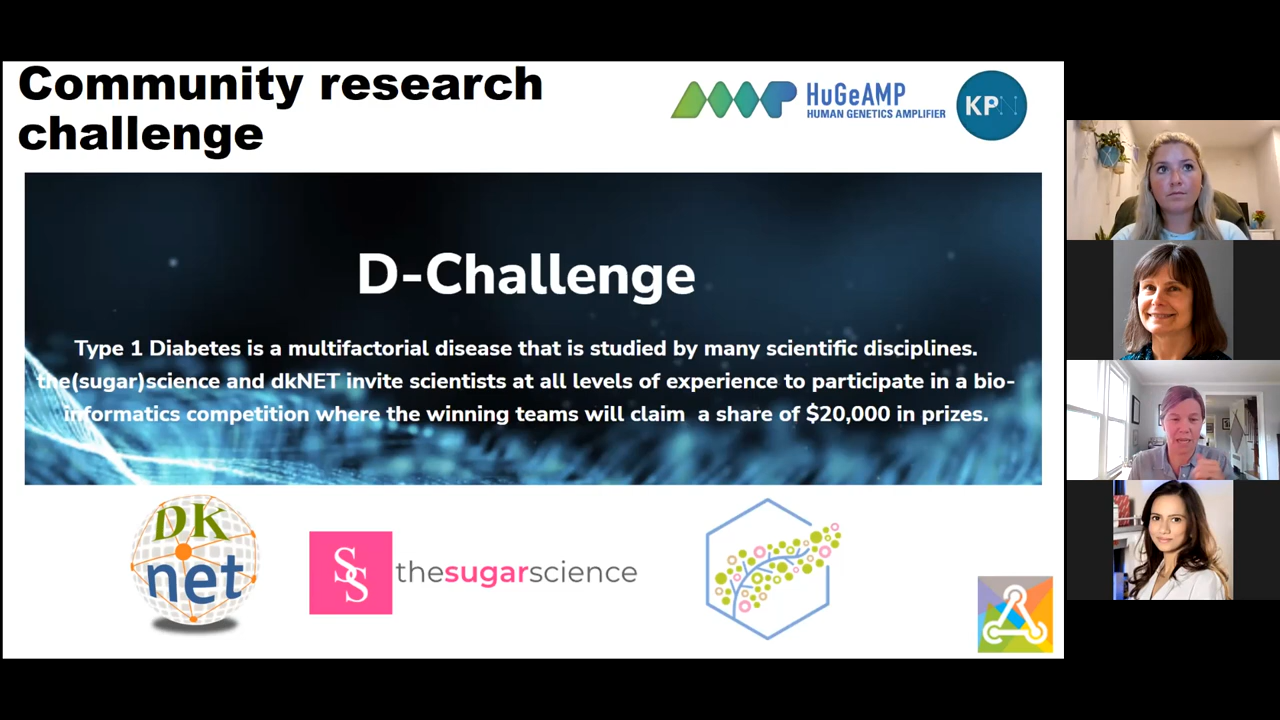 Community research
challenge
HuGeAMP
HUMAN GENETICS AMPLIFIER
KPN
D-Challenge
Type 1 Diabetes is a multifactorial disease that is studied by many scientific disciplines.
the(sugar)science and dkNET invite scientists at all levels of experience to participate in a bio-
informatics competition where the winning teams will claim a share of $20,000 in prizes.
DK
net
SS
thesugarscience